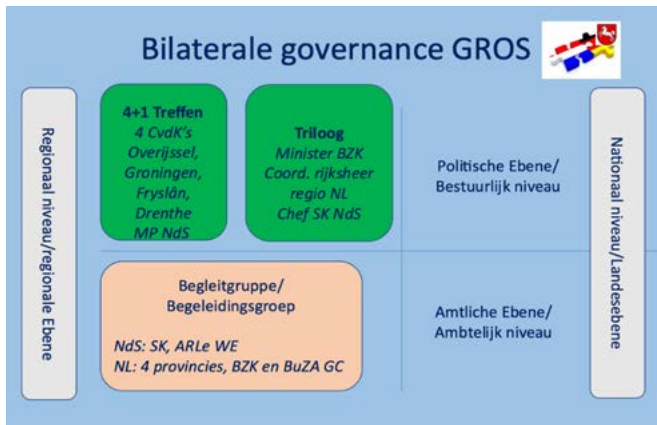 Bilaterale governance GROS
Regionaal niveau/regionale Ebene
4+1 Treffen
4 CvdK's
Overijssel,
Groningen,
Fryslân,
Drenthe
MP NdS
Triloog
Minister BZK
Coord. rijksheer
regio NL
Chef SK NdS
Politische Ebene/
Bestuurlijk niveau
Nationaal niveau/Landesebene
Begleitgruppe/
Begeleidingsgroep
NdS: SK, ARLe WE
NL: 4 provincies, BZK en BuZA GC
Amtliche Ebene/
Ambtelijk niveau